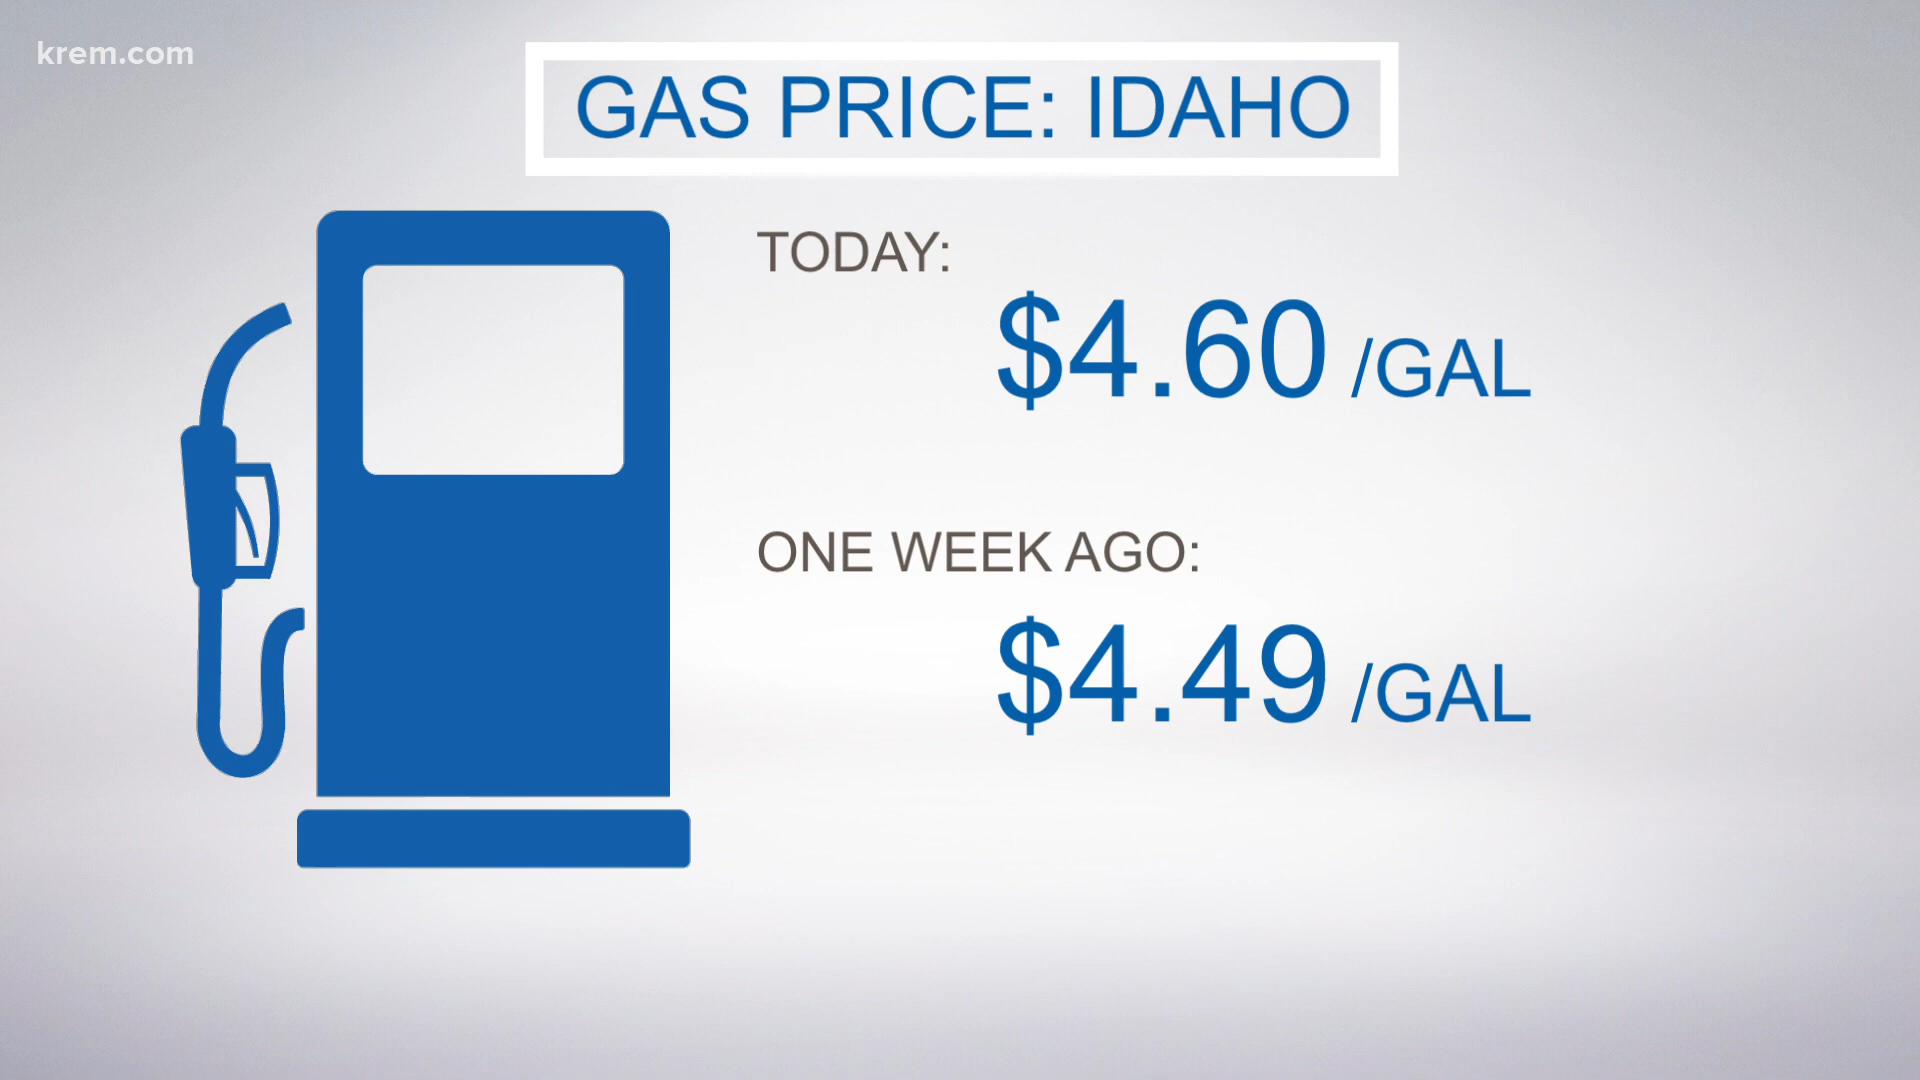 krem.com
GAS PRICE: IDAHO
TODAY:
$4.60 /GAL
ONE WEEK AGO:
$4.49 /GAL